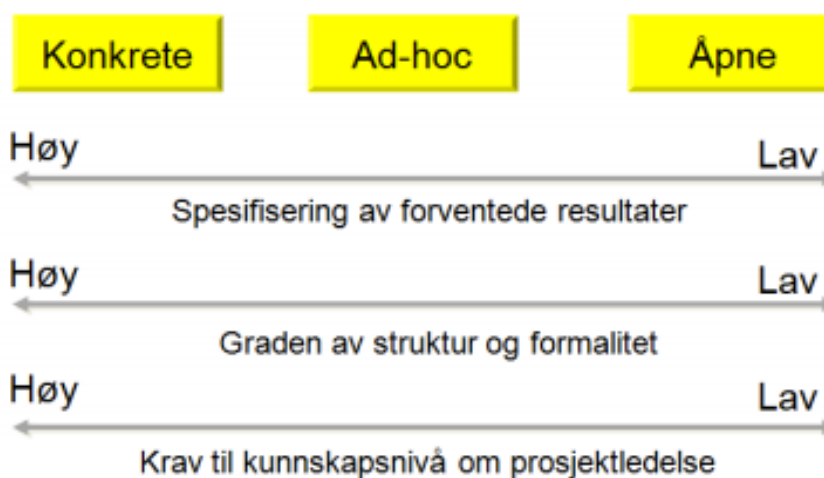 Konkrete Ad-hoc Åpne
Høy Lav
Spesifisering av forventede resultater
Høy Lav
Graden av struktur og formalitet
Høy Lav
Krav til kunnskapsnivå om prosjektledelse